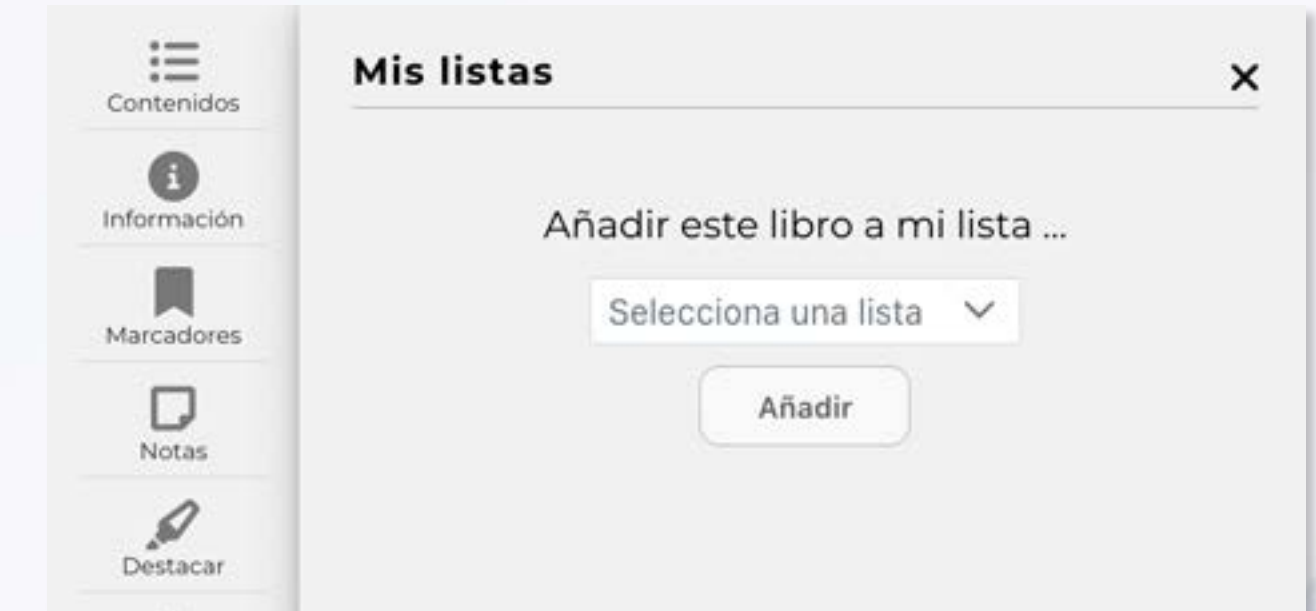 Contenidos
Información
Marcadores
Notas
Destacar
Mis listas
Añadir este libro a mi lista ...
Selecciona una lista
Añadir